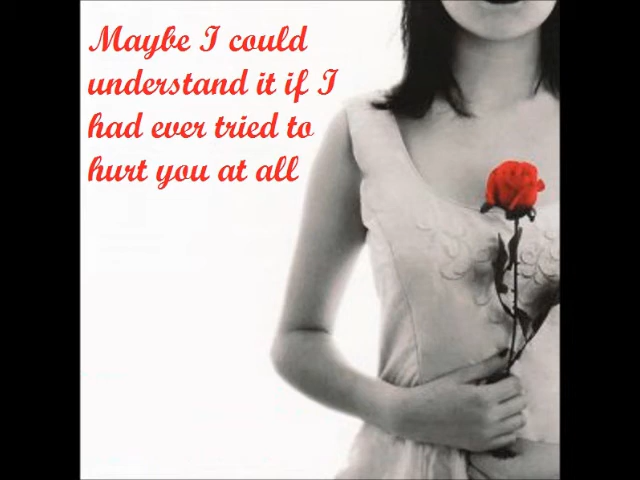 Maybe I could
understand it if I
had ever tried to
hurt you at all